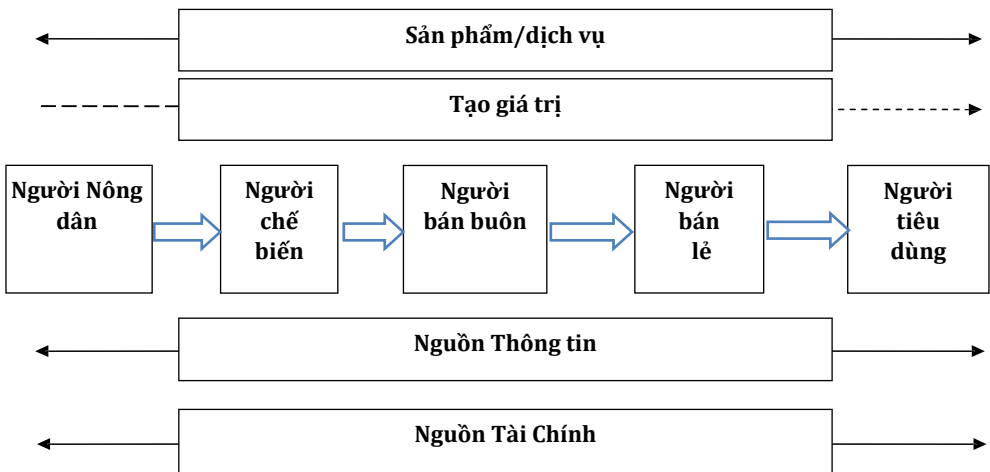 Sản phẩm/dịch vụ
Tạo giá trị
Người Nông
dân
Người
chế
biến
Người
bán buôn
Người
bán
lẻ
Người
tiêu
dùng
Nguồn Thông tin
Nguồn Tài Chính